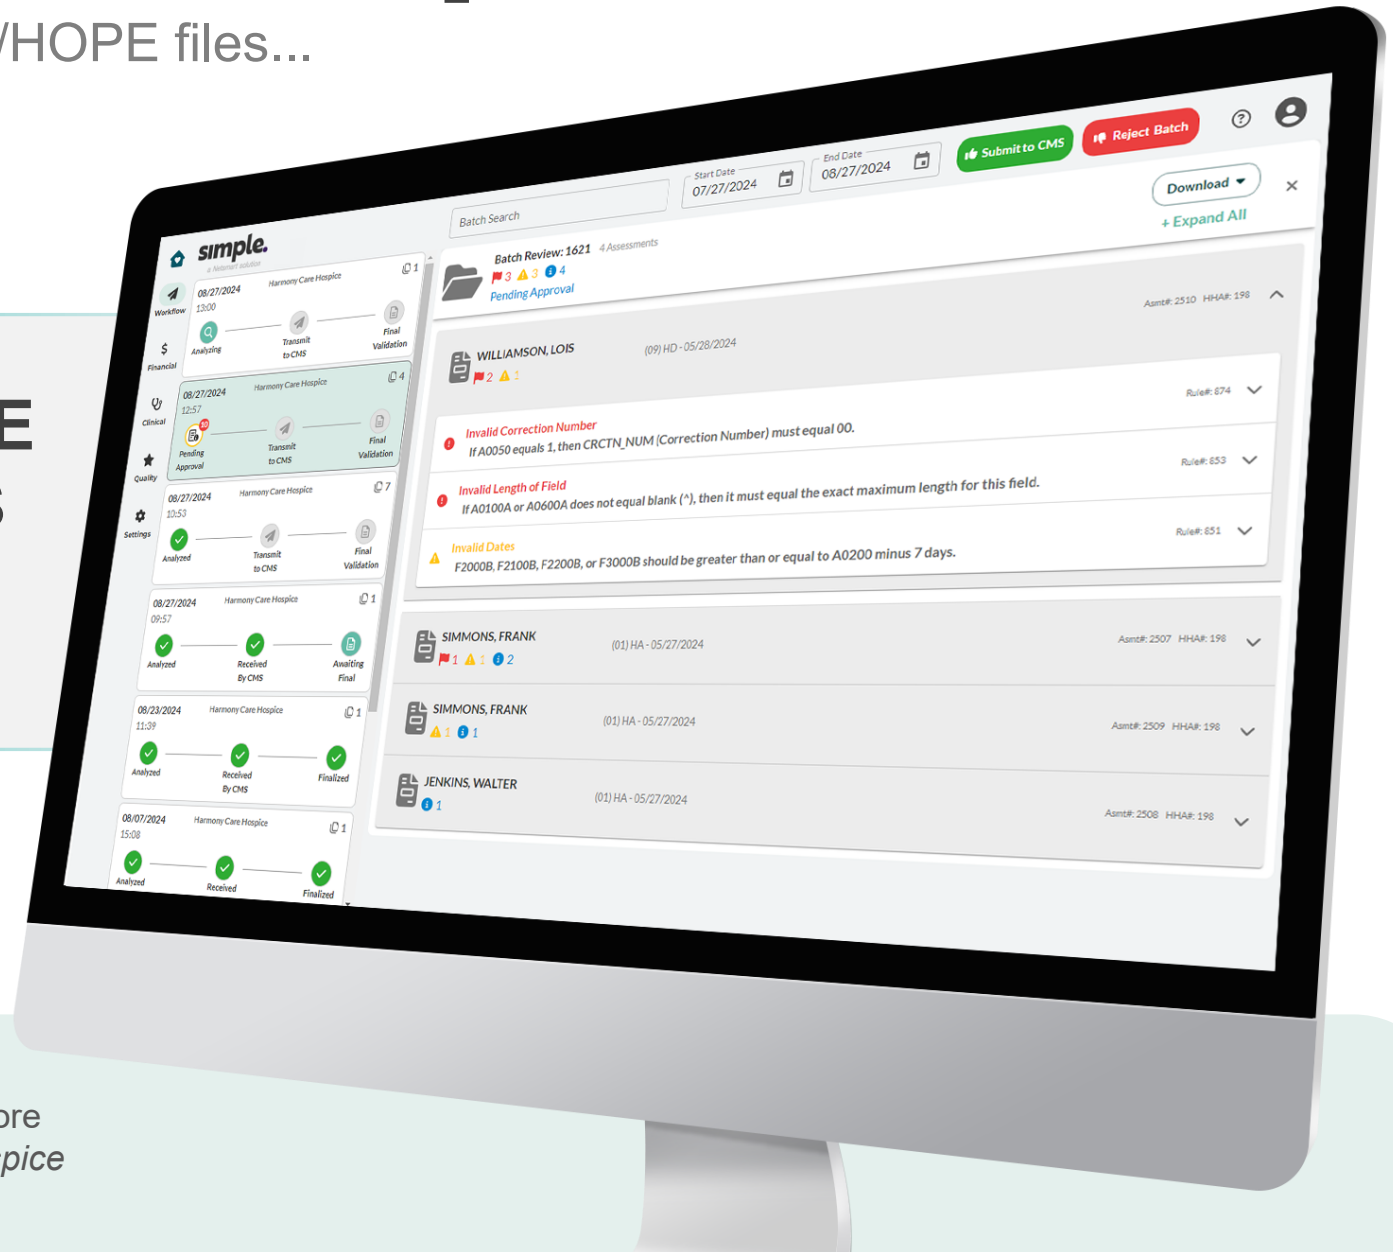 /HOPE files...
E
S
ore
spice
simple.
a Netsmart solution
Workflow
Financial
Clinical
Quality
Settings
08/27/2024 Harmony Care Hospice 1
13:00
Analyzing
Transmit
to CMS
Final
Validation
08/27/2024 Harmony Care Hospice 4
12:57
10
Pending
Approval
Transmit
to CMS
Final
Validation
08/27/2024 Harmony Care Hospice 7
10:53
Analyzed
Transmit
to CMS
Final
Validation
08/27/2024 Harmony Care Hospice 1
09:57
Analyzed
Received
By CMS
Awaiting
Final
08/23/2024 Harmony Care Hospice 1
11:39
Analyzed
Received
By CMS
Finalized
08/07/2024 Harmony Care Hospice 1
15:08
Analyzed
Received
Finalized
Batch Search
Start Date
07/27/2024
End Date
08/27/2024
Submit to CMS
Reject Batch
?
Download
+ Expand All
Batch Review: 1621 4 Assessments
3 3 4
Pending Approval
WILLIAMSON, LOIS (09) HD - 05/28/2024 Asmt#: 2510 HHA#: 198
2 1
Invalid Correction Number Rule#: 874
If A0050 equals 1, then CRCTN_NUM (Correction Number) must equal 00.
Invalid Length of Field Rule#: 853
If A0100A or A0600A does not equal blank (^), then it must equal the exact maximum length for this field.
Invalid Dates Rule#: 851
F2000B, F2100B, F2200B, or F3000B should be greater than or equal to A0200 minus 7 days.
SIMMONS, FRANK (01) HA - 05/27/2024 Asmt#: 2507 HHA#: 198
1 1 2
SIMMONS, FRANK (01) HA - 05/27/2024 Asmt#: 2509 HHA#: 198
1 1
JENKINS, WALTER (01) HA - 05/27/2024 Asmt#: 2508 HHA#: 198
1